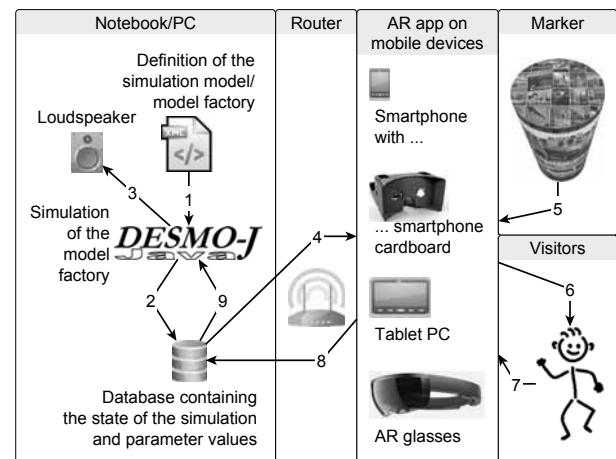 Notebook/PC
Definition of the
simulation model/
model factory
XML
</>
Loudspeaker
3
1
Simulation
of the
model
factory
DESMO-J
Java
2
9
Database containing
the state of the simulation
and parameter values
Router
4
8
AR app on
mobile devices
Smartphone
with ...
... smartphone
cardboard
Tablet PC
AR glasses
Marker
5
Visitors
6
7